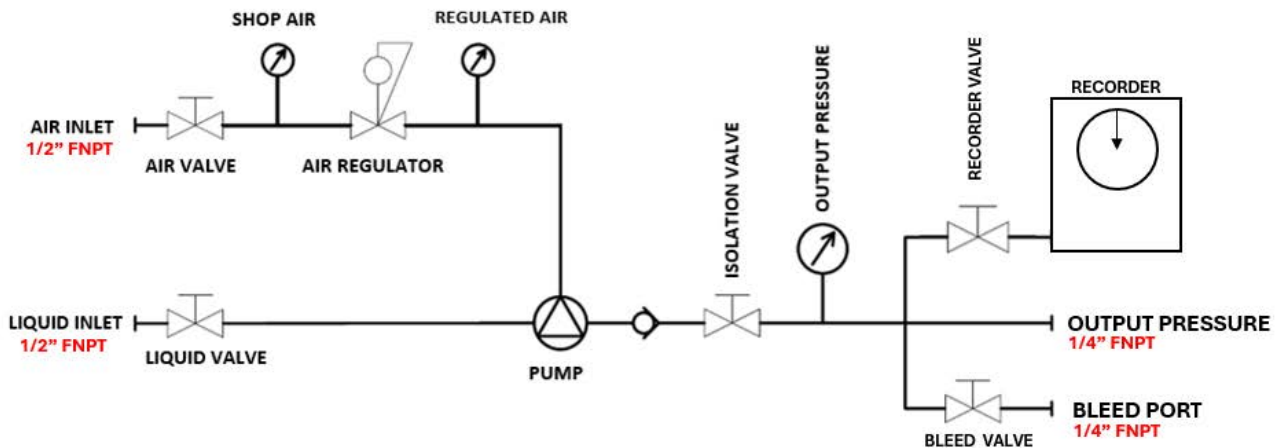 SHOP AIR
REGULATED AIR
AIR INLET
1/2” FNPT
AIR VALVE
AIR REGULATOR
OUTPUT PRESSURE
RECORDER VALVE
RECORDER
ISOLATION VALVE
LIQUID INLET
1/2” FNPT
LIQUID VALVE
PUMP
OUTPUT PRESSURE
1/4” FNPT
BLEED PORT
1/4” FNPT
BLEED VALVE